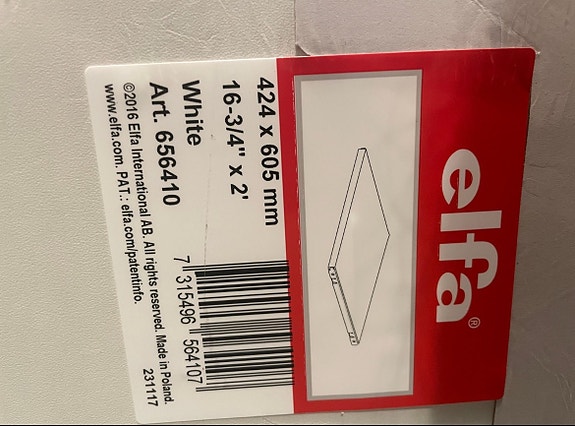 elfa®
424 x 605 mm
16-3/4" x 2'
White
Art. 656410
7 315496 564107
©2016 Elfa International AB. All rights reserved. Made in Poland.
www.elfa.com. PAT.: elfa.com/patentinfo.
231117